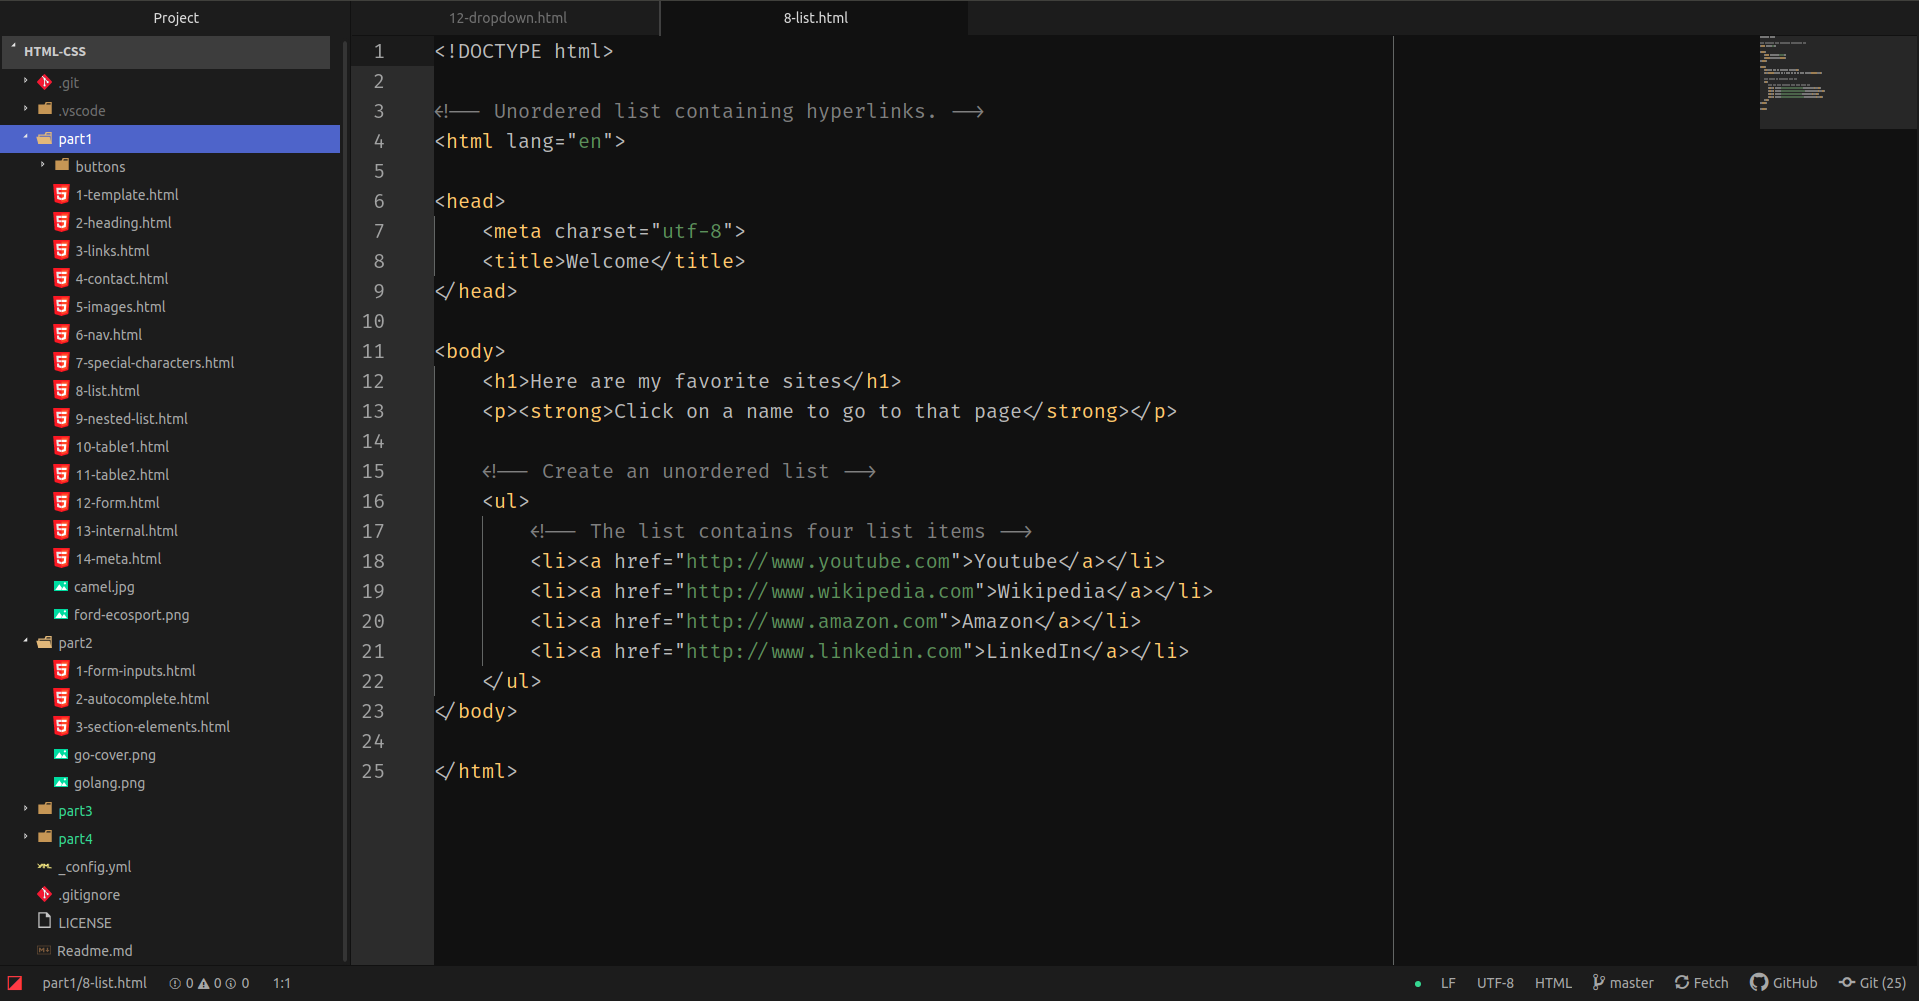 Project
12-dropdown.html
8-list.html
HTML-CSS
.git
.vscode
part1
buttons
1-template.html
2-heading.html
3-links.html
4-contact.html
5-images.html
6-nav.html
7-special-characters.html
8-list.html
9-nested-list.html
10-table1.html
11-table2.html
12-form.html
13-internal.html
14-meta.html
camel.jpg
ford-ecosport.png
part2
1-form-inputs.html
2-autocomplete.html
3-section-elements.html
go-cover.png
golang.png
part3
part4
_config.yml
.gitignore
LICENSE
Readme.md
1 <!DOCTYPE html>
2
3 <!-- Unordered list containing hyperlinks. -->
4 <html lang="en">
5
6 <head>
7     <meta charset="utf-8">
8     <title>Welcome</title>
9 </head>
10
11 <body>
12     <h1>Here are my favorite sites</h1>
13     <p><strong>Click on a name to go to that page</strong></p>
14
15     <!-- Create an unordered list -->
16     <ul>
17         <!-- The list contains four list items -->
18         <li><a href="http://www.youtube.com">Youtube</a></li>
19         <li><a href="http://www.wikipedia.com">Wikipedia</a></li>
20         <li><a href="http://www.amazon.com">Amazon</a></li>
21         <li><a href="http://www.linkedin.com">LinkedIn</a></li>
22     </ul>
23 </body>
24
25 </html>
part1/8-list.html 0 0 0 1:1 LF UTF-8 HTML master Fetch GitHub Git (25)